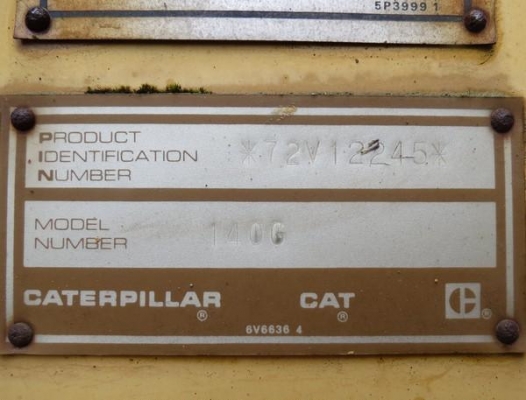 5P3999 1
PRODUCT
IDENTIFICATION
NUMBER
*72V12245*
MODEL
NUMBER
140G
CATERPILLAR®
CAT®
C®
6V6636 4